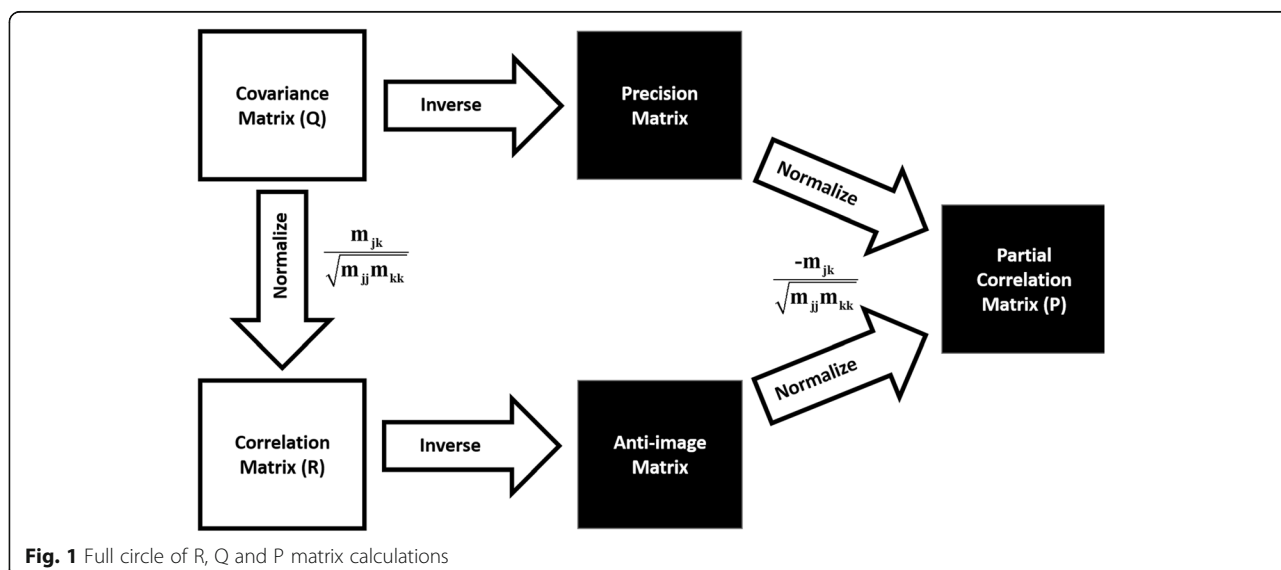 Covariance
Matrix (Q)
Inverse
Precision
Matrix
Normalize
m_jk
√m_jj m_kk
Normalize
-m_jk
√m_jj m_kk
Partial
Correlation
Matrix (P)
Normalize
Correlation
Matrix (R)
Inverse
Anti-image
Matrix
Fig. 1 Full circle of R, Q and P matrix calculations